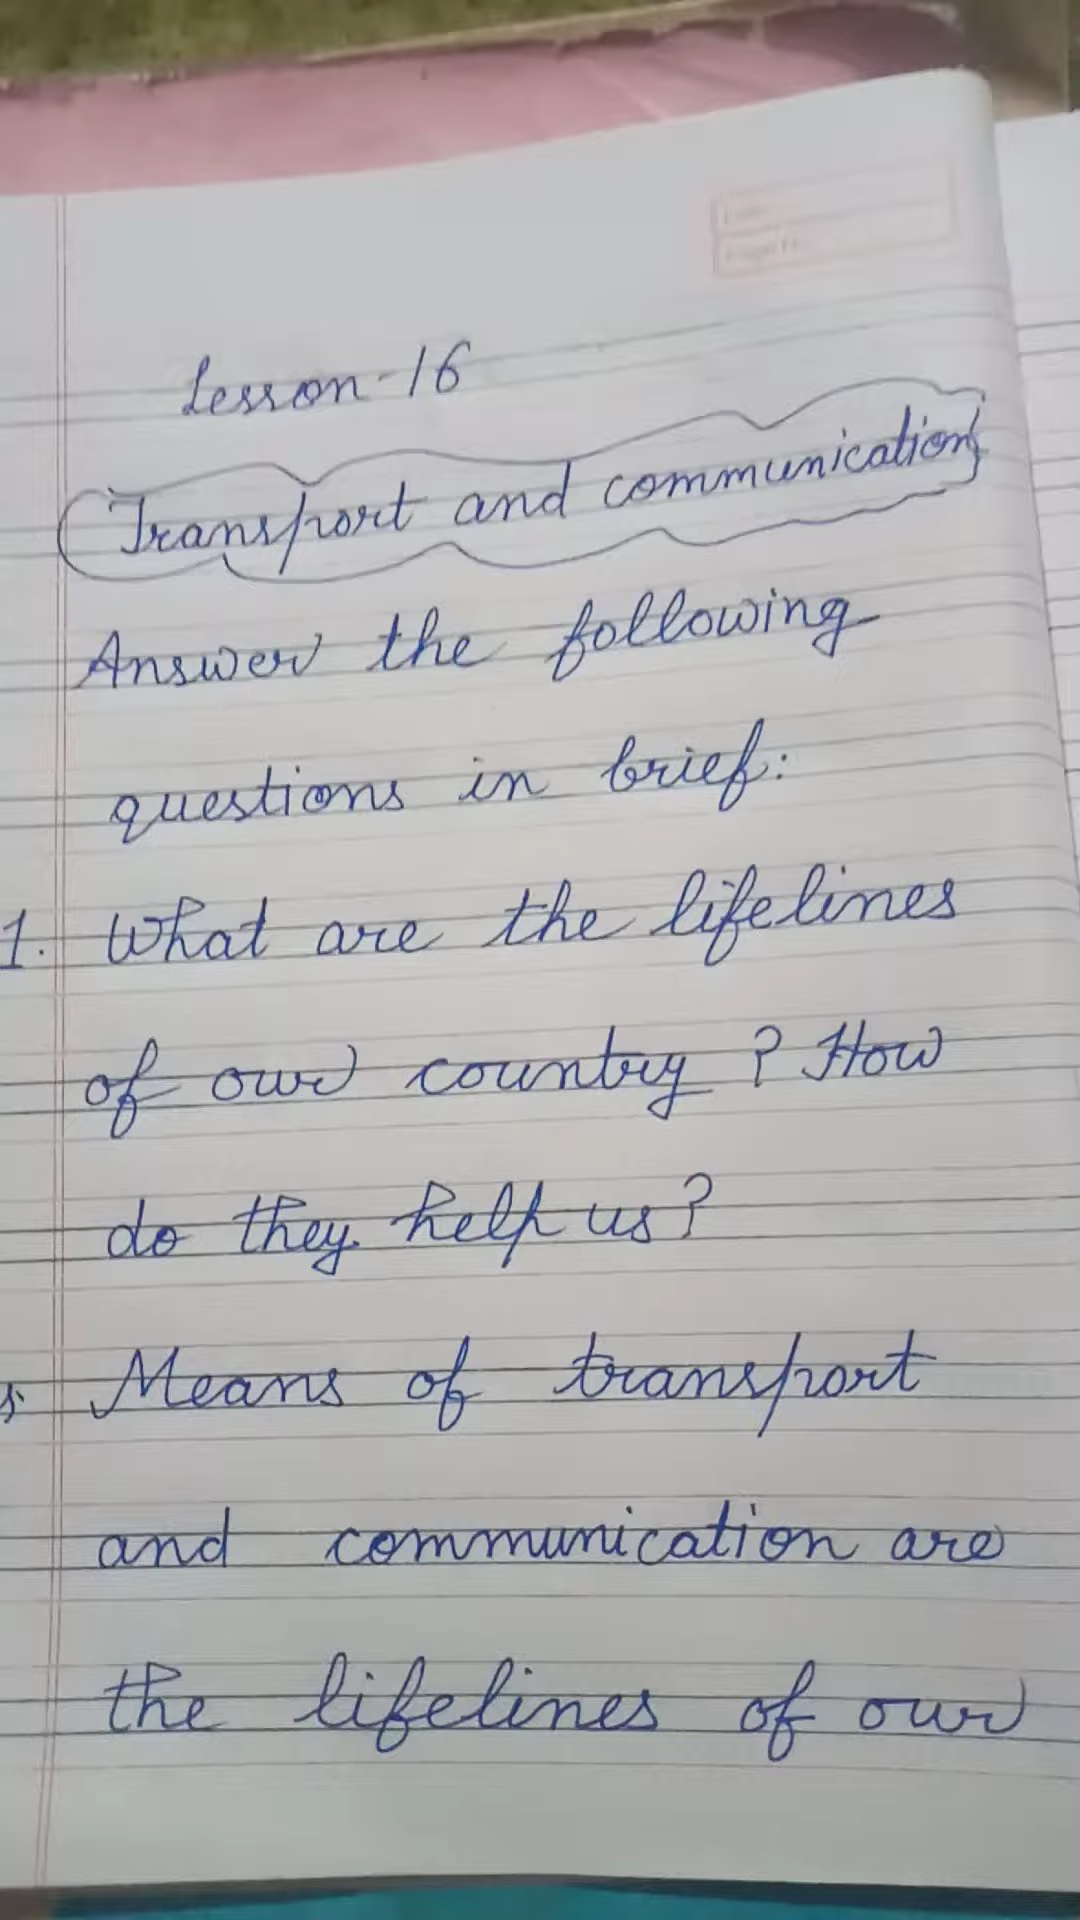 Lesson-16
Transport and communication
Answer the following
questions in brief:
1. What are the lifelines
of our country ? How
do they help us?
Means of transport
and communication are
the lifelines of our